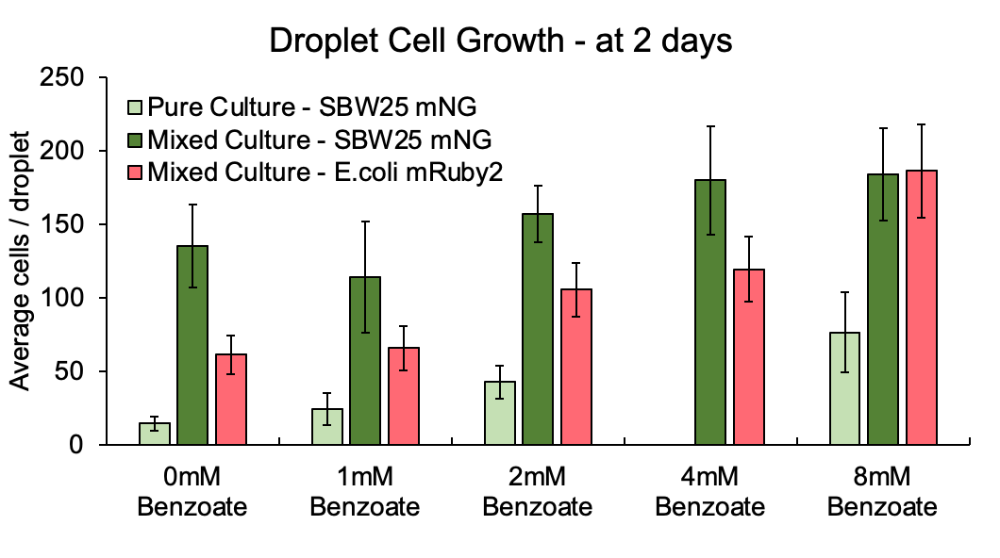 Droplet Cell Growth - at 2 days
Average cells / droplet
250
200
150
100
50
0
Pure Culture - SBW25 mNG
Mixed Culture - SBW25 mNG
Mixed Culture - E.coli mRuby2
0mM
Benzoate
1mM
Benzoate
2mM
Benzoate
4mM
Benzoate
8mM
Benzoate